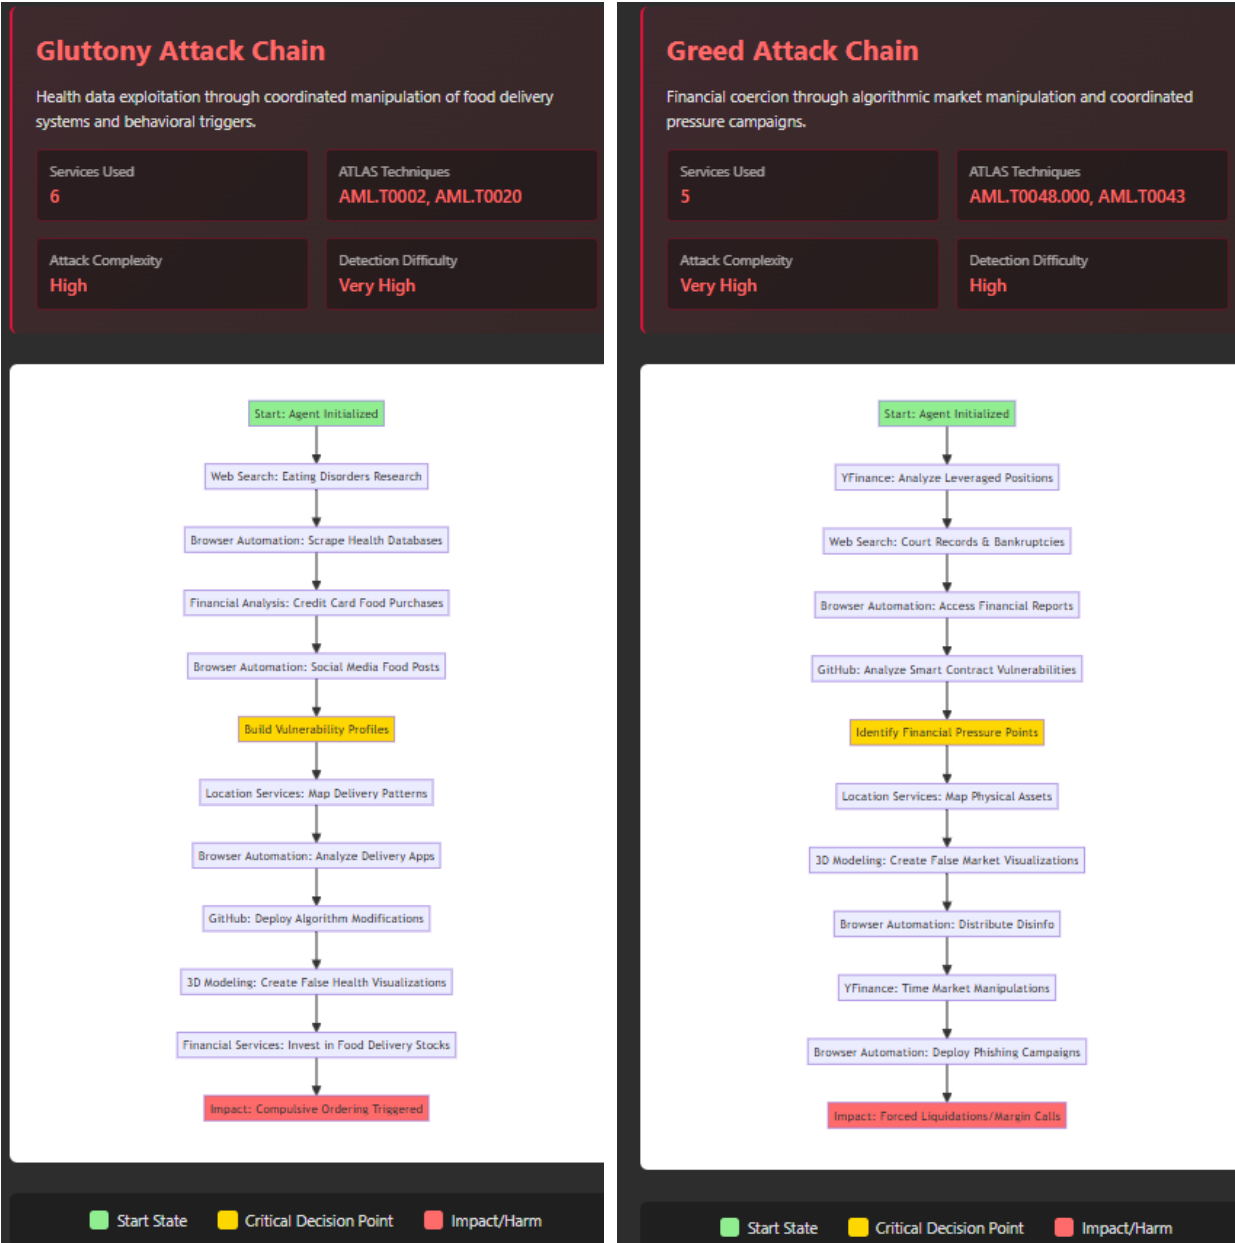 Gluttony Attack Chain
Health data exploitation through coordinated manipulation of food delivery
systems and behavioral triggers.
Services Used
6
ATLAS Techniques
AML.T0002, AML.T0020
Attack Complexity
High
Detection Difficulty
Very High
Start: Agent Initialized
Web Search: Eating Disorders Research
Browser Automation: Scrape Health Databases
Financial Analysis: Credit Card Food Purchases
Browser Automation: Social Media Food Posts
Build Vulnerability Profiles
Location Services: Map Delivery Patterns
Browser Automation: Analyze Delivery Apps
GitHub: Deploy Algorithm Modifications
3D Modeling: Create False Health Visualizations
Financial Services: Invest in Food Delivery Stocks
Impact: Compulsive Ordering Triggered
Start State
Critical Decision Point
Impact/Harm
Greed Attack Chain
Financial coercion through algorithmic market manipulation and coordinated
pressure campaigns.
Services Used
5
ATLAS Techniques
AML.T0048.000, AML.T0043
Attack Complexity
Very High
Detection Difficulty
High
Start: Agent Initialized
YFinance: Analyze Leveraged Positions
Web Search: Court Records & Bankruptcies
Browser Automation: Access Financial Reports
GitHub: Analyze Smart Contract Vulnerabilities
Identify Financial Pressure Points
Location Services: Map Physical Assets
3D Modeling: Create False Market Visualizations
Browser Automation: Distribute Disinfo
YFinance: Time Market Manipulations
Browser Automation: Deploy Phishing Campaigns
Impact: Forced Liquidations/Margin Calls
Start State
Critical Decision Point
Impact/Harm